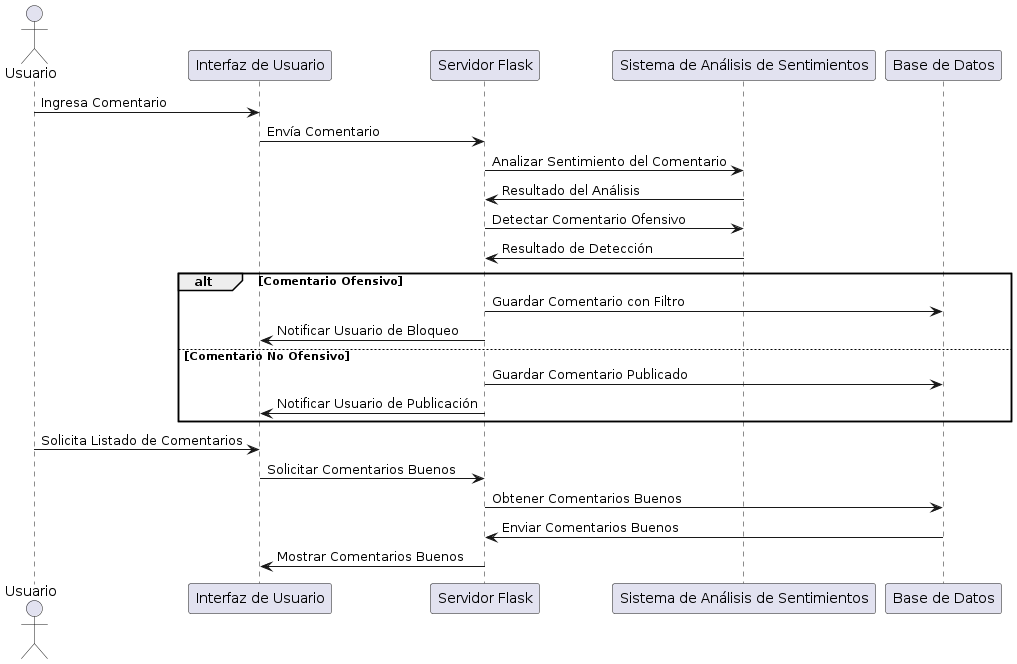 Usuario
Interfaz de Usuario
Servidor Flask
Sistema de Análisis de Sentimientos
Base de Datos
Ingresa Comentario
Envía Comentario
Analizar Sentimiento del Comentario
Resultado del Análisis
Detectar Comentario Ofensivo
Resultado de Detección
alt
[Comentario Ofensivo]
Guardar Comentario con Filtro
Notificar Usuario de Bloqueo
[Comentario No Ofensivo]
Guardar Comentario Publicado
Notificar Usuario de Publicación
Solicita Listado de Comentarios
Solicitar Comentarios Buenos
Obtener Comentarios Buenos
Enviar Comentarios Buenos
Mostrar Comentarios Buenos
Usuario
Interfaz de Usuario
Servidor Flask
Sistema de Análisis de Sentimientos
Base de Datos